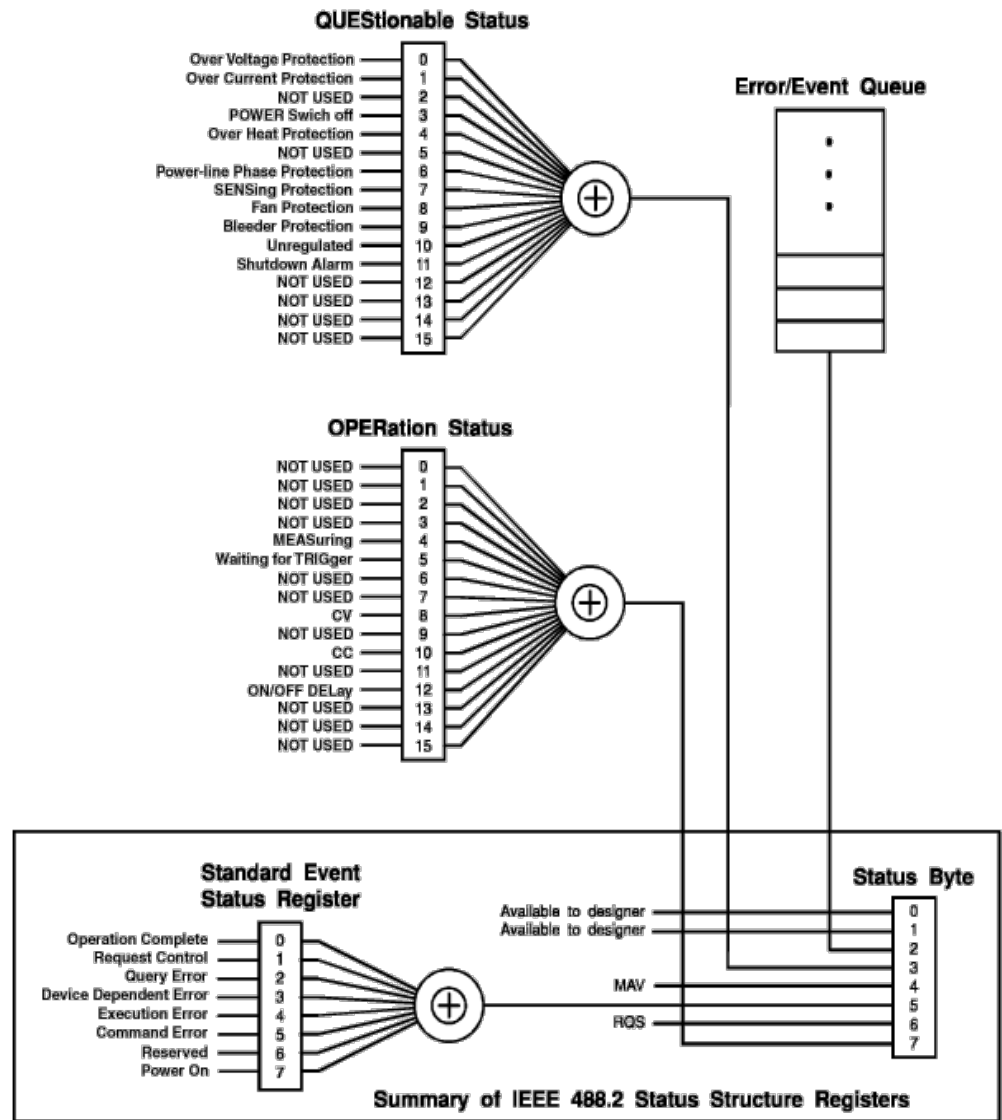 QUEStionable Status
Over Voltage Protection 0
Over Current Protection 1
NOT USED 2
POWER Swich off 3
Over Heat Protection 4
NOT USED 5
Power-line Phase Protection 6
SENSing Protection 7
Fan Protection 8
Bleeder Protection 9
Unregulated 10
Shutdown Alarm 11
NOT USED 12
NOT USED 13
NOT USED 14
NOT USED 15
Error/Event Queue
OPERation Status
NOT USED 0
NOT USED 1
NOT USED 2
NOT USED 3
MEASuring 4
Waiting for TRIGger 5
NOT USED 6
NOT USED 7
CV 8
NOT USED 9
CC 10
NOT USED 11
ON/OFF DELay 12
NOT USED 13
NOT USED 14
NOT USED 15
Standard Event
Status Register
Operation Complete 0
Request Control 1
Query Error 2
Device Dependent Error 3
Execution Error 4
Command Error 5
Reserved 6
Power On 7
Status Byte
Available to designer 0
Available to designer 1
2
3
MAV 4
5
RQS 6
7
Summary of IEEE 488.2 Status Structure Registers